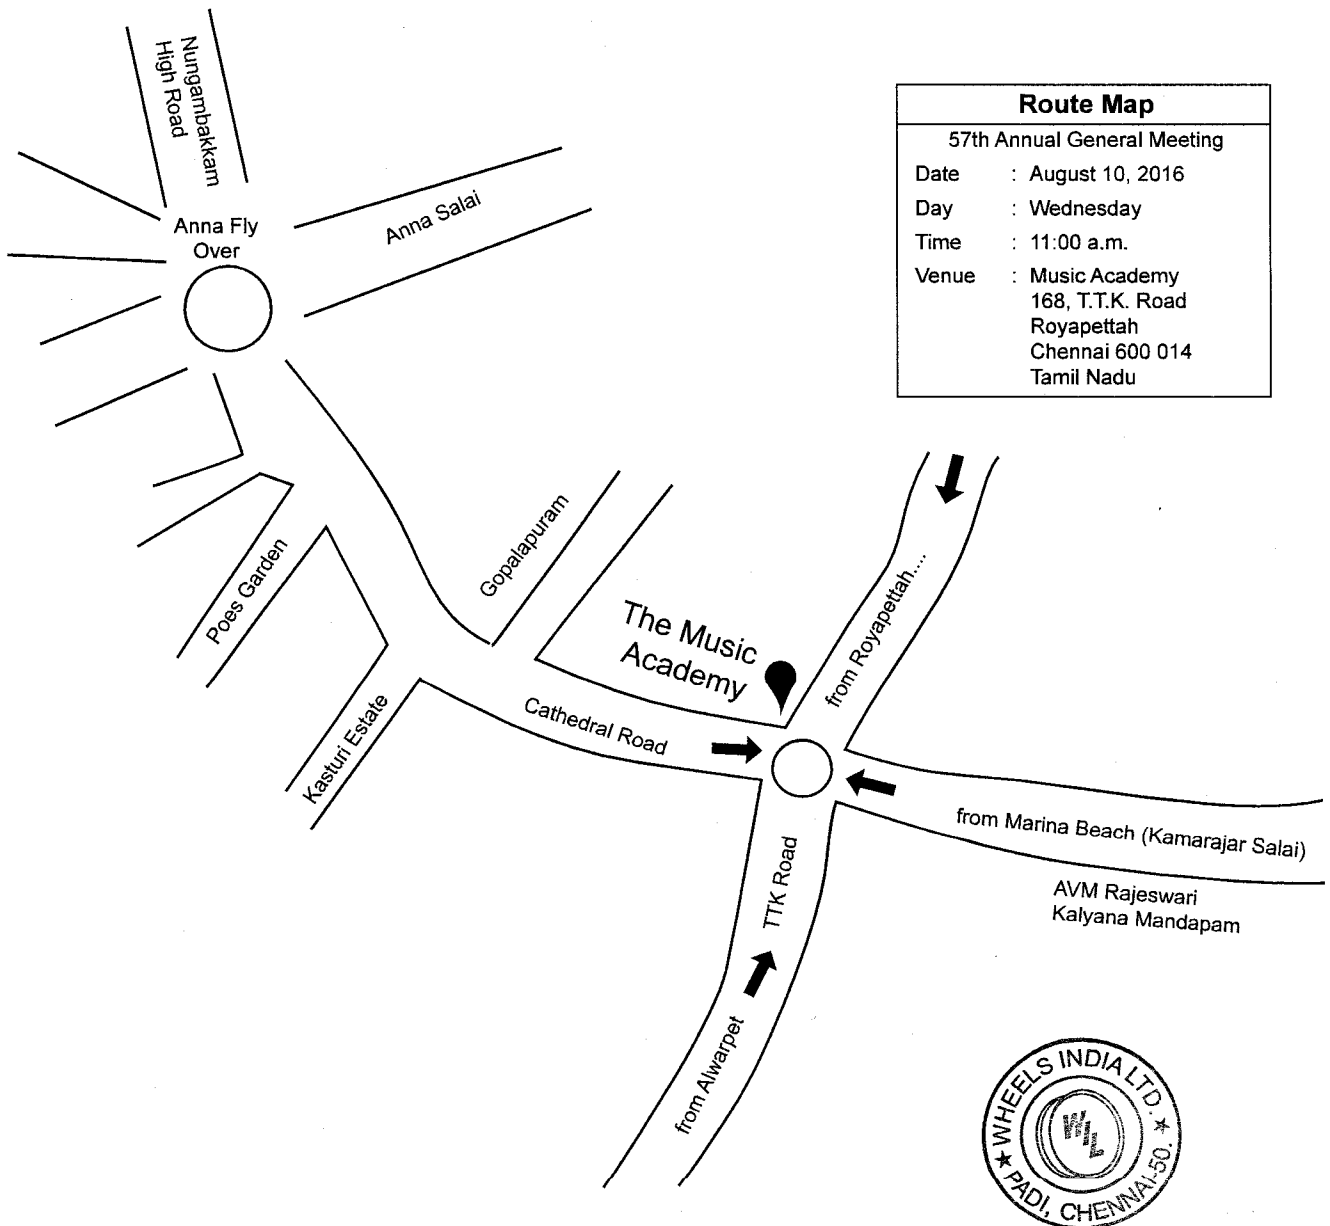 Nungambakkam
High Road
Anna Fly
Over
Anna Salai
Route Map
57th Annual General Meeting
Date : August 10, 2016
Day : Wednesday
Time : 11:00 a.m.
Venue : Music Academy
168, T.T.K. Road
Royapettah
Chennai 600 014
Tamil Nadu
Poes Garden
Gopalapuram
Kasturi Estate
The Music
Academy
from Royapettah....
Cathedral Road
from Marina Beach (Kamarajar Salai)
AVM Rajeswari
Kalyana Mandapam
TTK Road
from Alwarpet
★ WHEELS INDIA LTD. ★
PADI, CHENNAI-50.
WIL